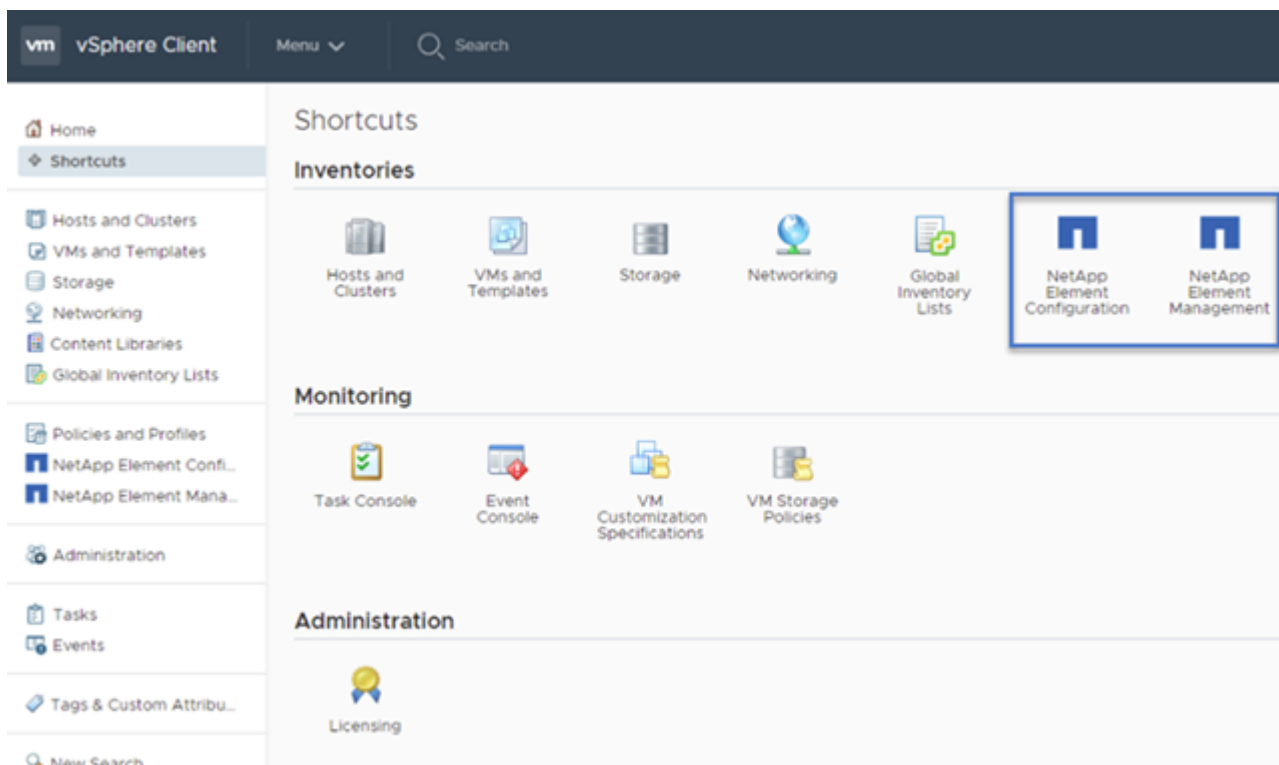 vm vSphere Client Menu Search
Home
Shortcuts
Hosts and Clusters
VMs and Templates
Storage
Networking
Content Libraries
Global Inventory Lists
Policies and Profiles
NetApp Element Confi...
NetApp Element Mana...
Administration
Tasks
Events
Tags & Custom Attribu...
New Search
Shortcuts
Inventories
Hosts and
Clusters
VMs and
Templates
Storage
Networking
Global
Inventory
Lists
NetApp
Element
Configuration
NetApp
Element
Management
Monitoring
Task Console
Event
Console
VM
Customization
Specifications
VM Storage
Policies
Administration
Licensing